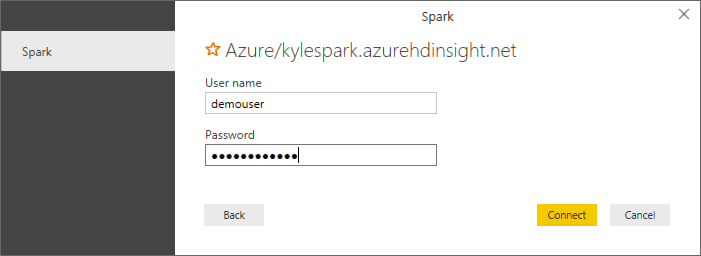 Spark
Spark
Azure/kylespark.azurehdinsight.net
User name
demouser
Password
●●●●●●●●●●●●
Back
Connect
Cancel